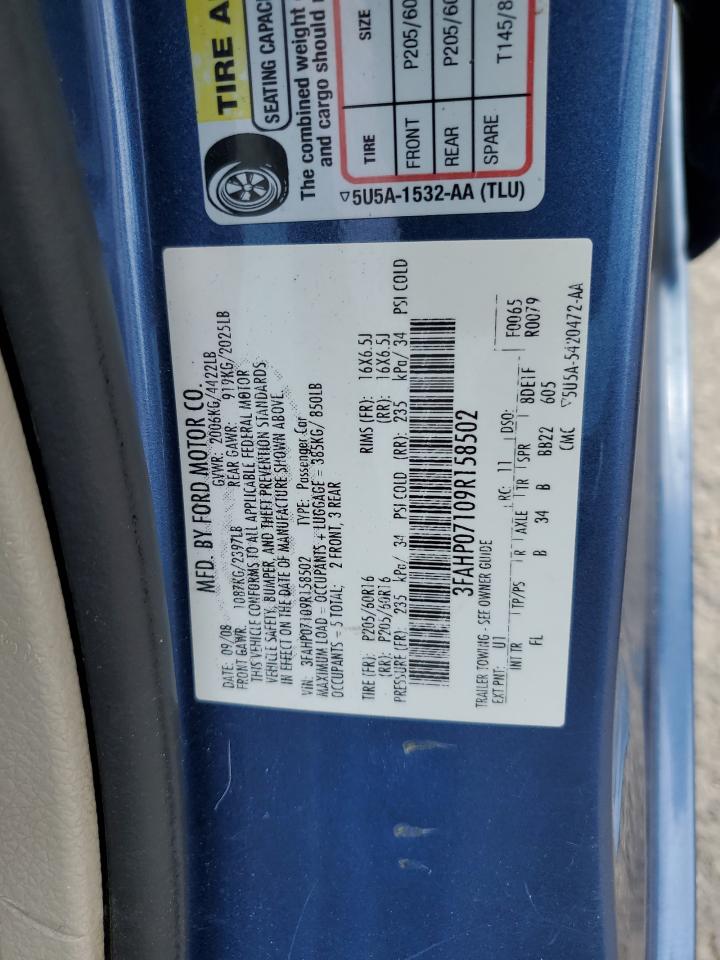 TIRE A
SEATING CAPAC
The combined weight
and cargo should
TIRE SIZE
FRONT P205/60
REAR P205/60
SPARE T145/8
▽5U5A-1532-AA (TLU)
MFD. BY FORD MOTOR CO.
DATE: 09/08 GVWR: 2006KG/4422LB
FRONT GAWR: 1087KG/2397LB REAR GAWR: 919KG/2025LB
THIS VEHICLE CONFORMS TO ALL APPLICABLE FEDERAL MOTOR
VEHICLE SAFETY, BUMPER, AND THEFT PREVENTION STANDARDS
IN EFFECT ON THE DATE OF MANUFACTURE SHOWN ABOVE.
VIN: 3FAHP07109R158502 TYPE: Passenger Car
MAXIMUM LOAD = OCCUPANTS + LUGGAGE = 385KG/ 850LB
OCCUPANTS = 5 TOTAL: 2 FRONT, 3 REAR
TIRE (FR): P205/60R16 RIMS (FR): 16X6.5J
(RR): P205/60R16 (RR): 16X6.5J
PRESSURE (FR): 235 kPa/ 34 PSI COLD (RR): 235 kPa/ 34 PSI COLD
3FAHP07109R158502
TRAILER TOWING - SEE OWNER GUIDE
EXT PNT: U1 RC: 11 DSO: F0065
R0079
INT TR TP/PS R AXLE TR SPR 8DE1F
FL B 34 B BB22 605
CMC ▽5U5A-5420472-AA